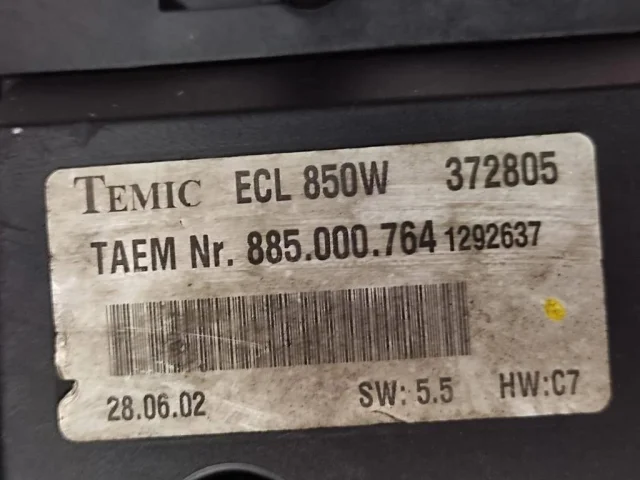 TEMIC ECL 850W 372805
TAEM Nr. 885.000.764 1292637
28.06.02 SW: 5.5 HW:C7